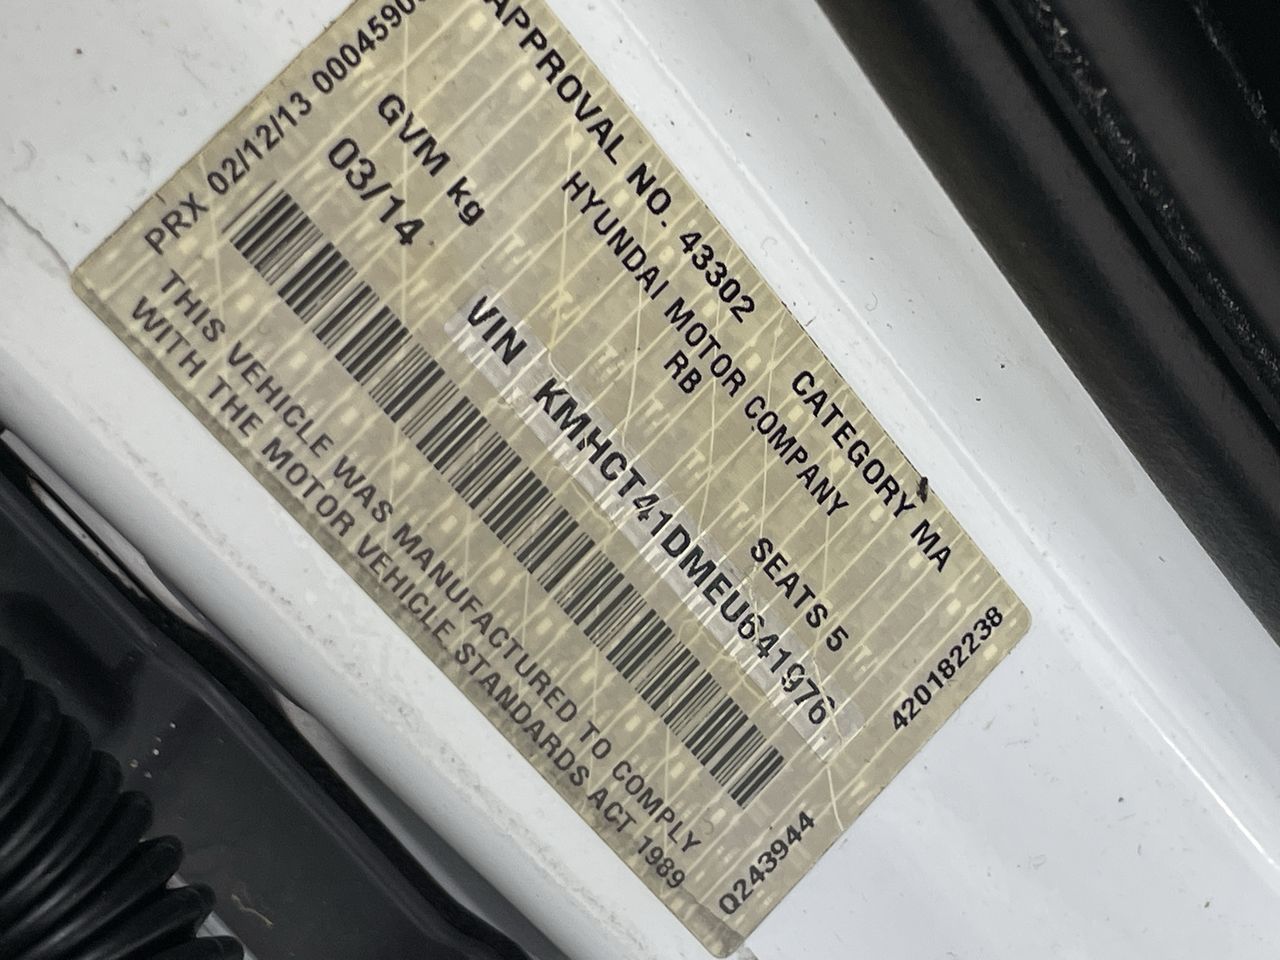 APPROVAL NO. 43302 CATEGORY MA
HYUNDAI MOTOR COMPANY
RB
GVM kg SEATS 5
03/14
VIN KMHCT41DMEU641976
THIS VEHICLE WAS MANUFACTURED TO COMPLY
WITH THE MOTOR VEHICLE STANDARDS ACT 1989
PRX 02/12/13
420182238
Q243944